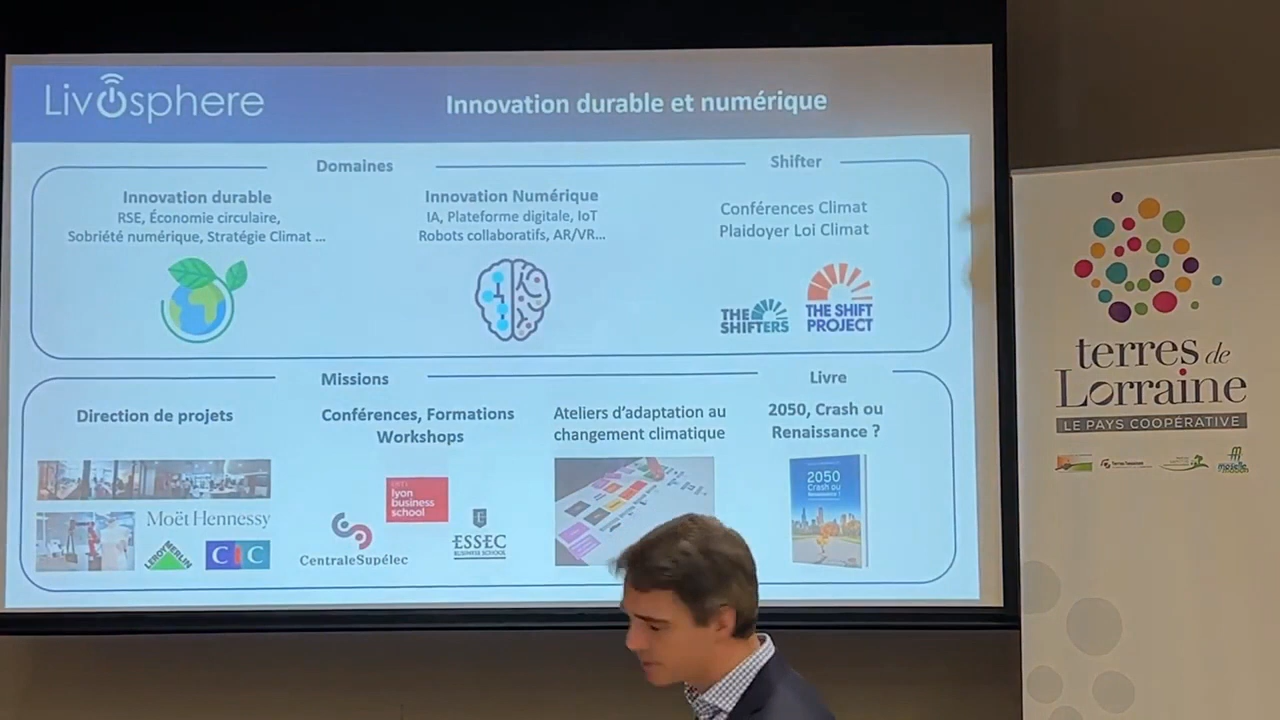 Livosphere
Innovation durable et numérique
Domaines
Shifter
Innovation durable
RSE, Économie circulaire,
Sobriété numérique, Stratégie Climat ...
Innovation Numérique
IA, Plateforme digitale, IoT
Robots collaboratifs, AR/VR...
Conférences Climat
Plaidoyer Loi Climat
THE
SHIFTERS
THE SHIFT
PROJECT
Missions
Livre
Direction de projets
Conférences, Formations
Workshops
Ateliers d'adaptation au
changement climatique
2050, Crash ou
Renaissance ?
Moët Hennessy
LEROY MERLIN
CIC
em
lyon
business
school
CentraleSupélec
ESSEC
BUSINESS SCHOOL
2050
Crash ou
Renaissance ?
terres de
Lorraine
LE PAYS COOPÉRATIVE